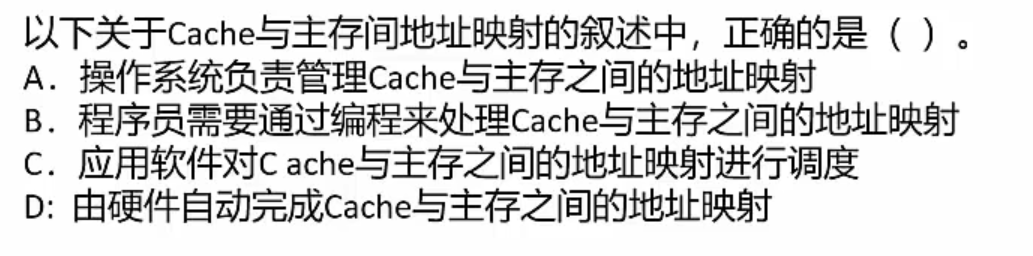 以下关于Cache与主存间地址映射的叙述中，正确的是（ ）。
A．操作系统负责管理Cache与主存之间的地址映射
B．程序员需要通过编程来处理Cache与主存之间的地址映射
C．应用软件对C ache与主存之间的地址映射进行调度
D: 由硬件自动完成Cache与主存之间的地址映射